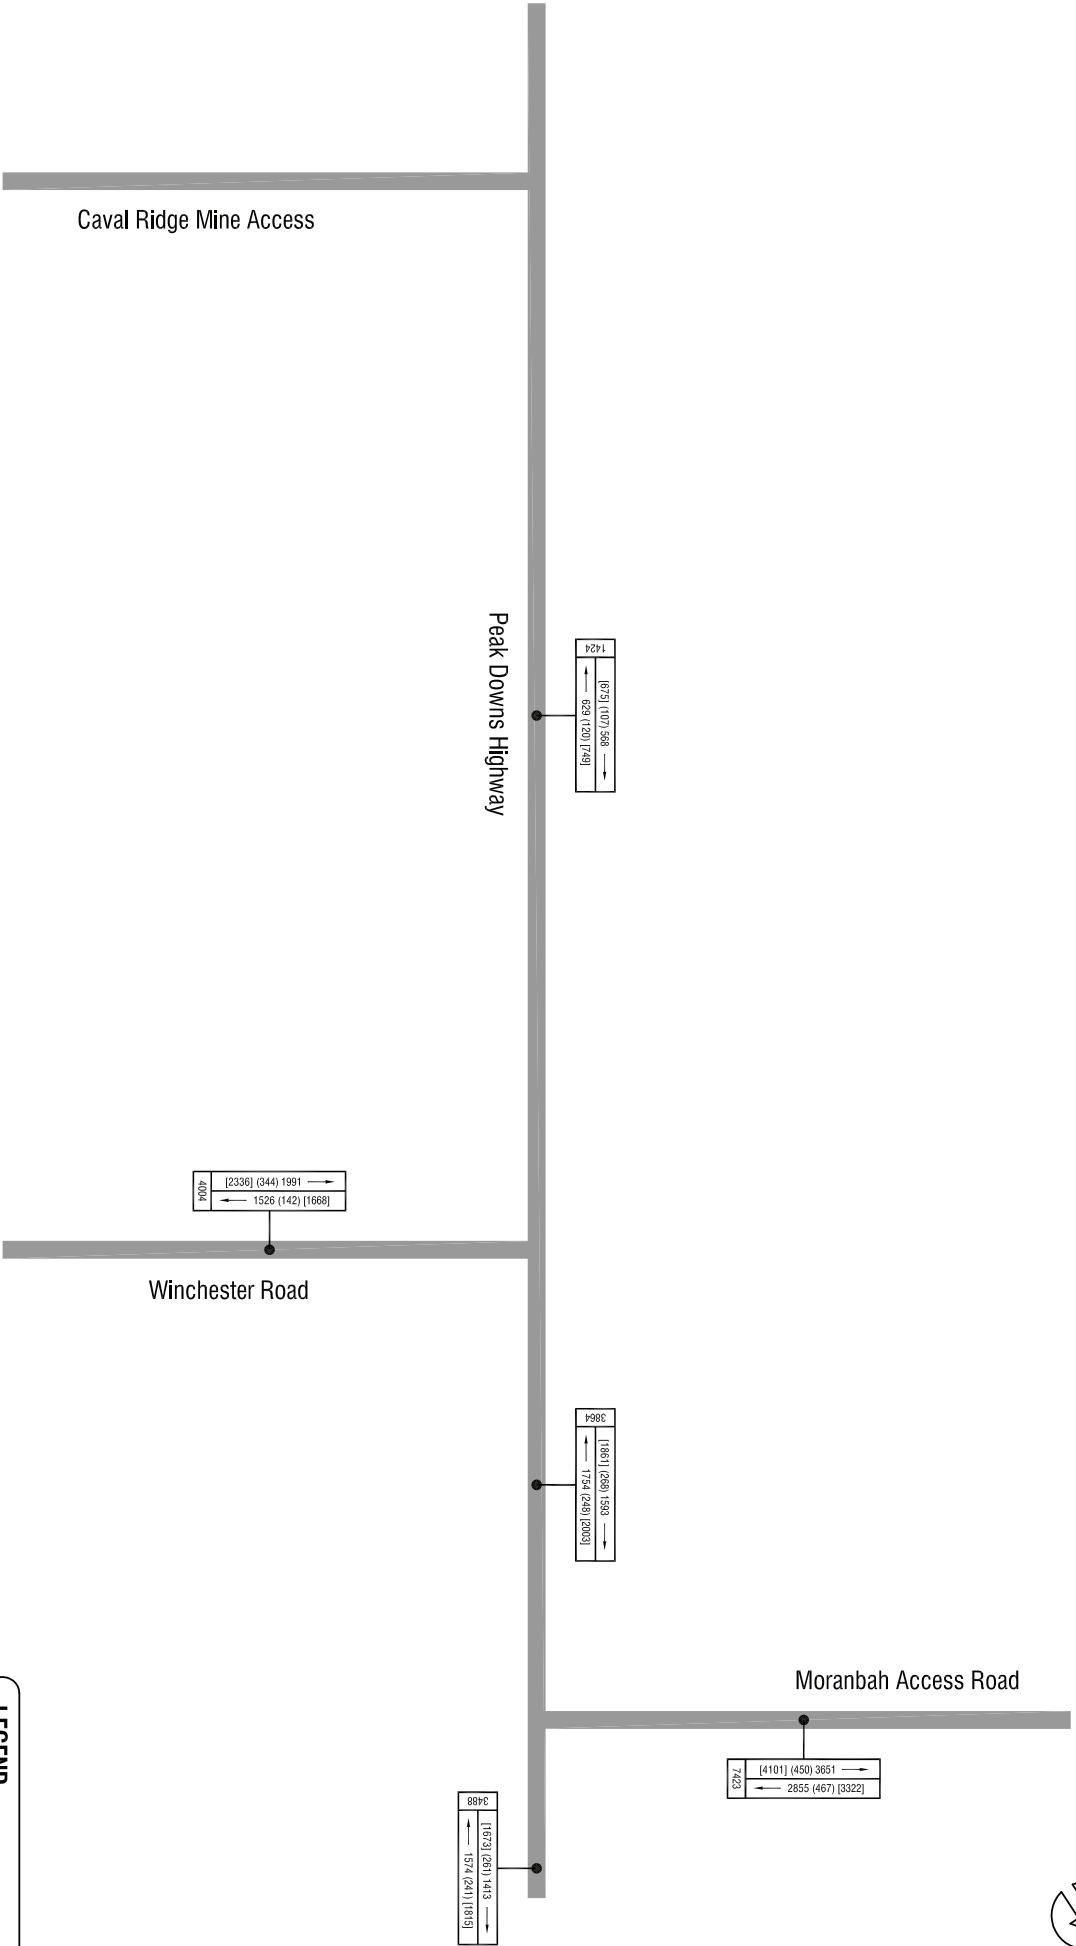 Caval Ridge Mine Access
Peak Downs Highway
1424
[675] (107) 568
629 (120) [749]
4004
[2336] (344) 1991
1526 (142) [1668]
Winchester Road
3864
[1861] (268) 1593
1754 (248) [2003]
Moranbah Access Road
7423
[4101] (450) 3651
2855 (467) [3322]
3488
[1673] (261) 1413
1574 (241) [1815]
LEGEND